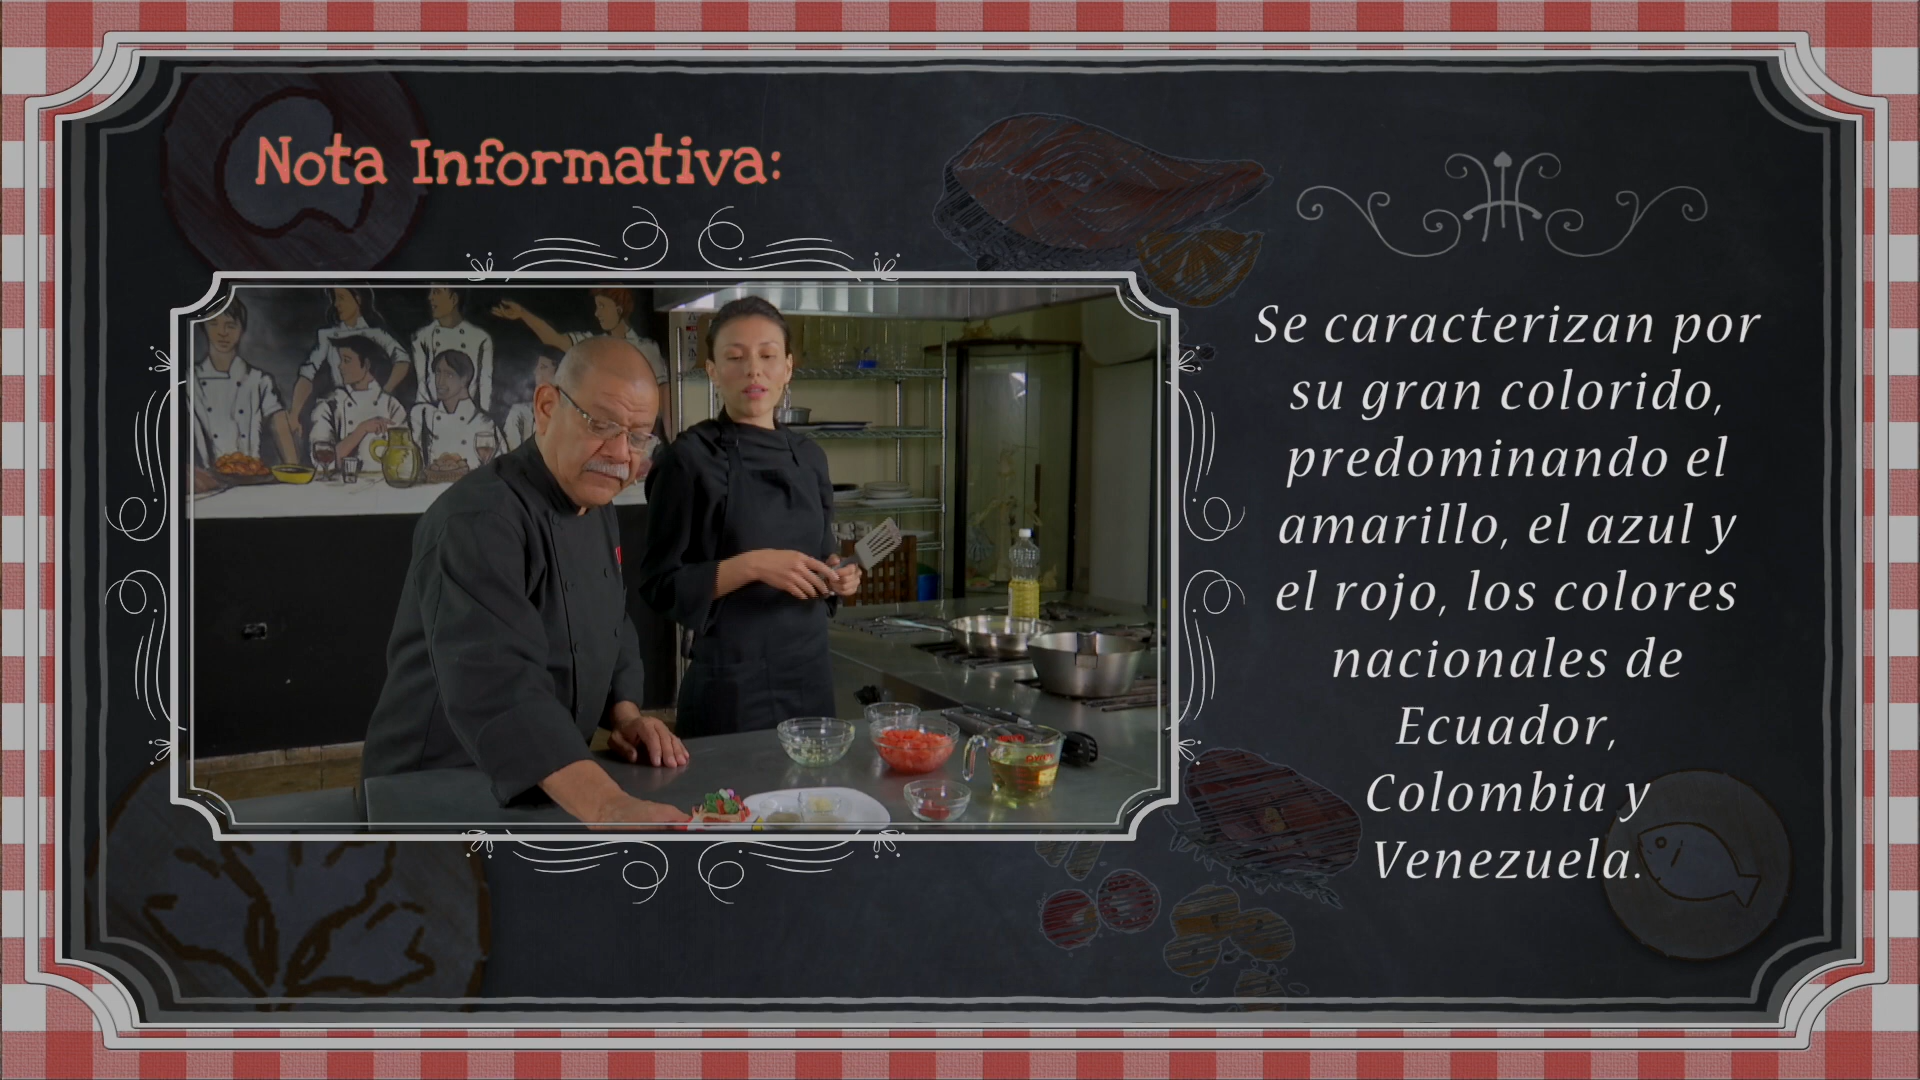 Nota Informativa:
Se caracterizan por
su gran colorido,
predominando el
amarillo, el azul y
el rojo, los colores
nacionales de
Ecuador,
Colombia y
Venezuela.